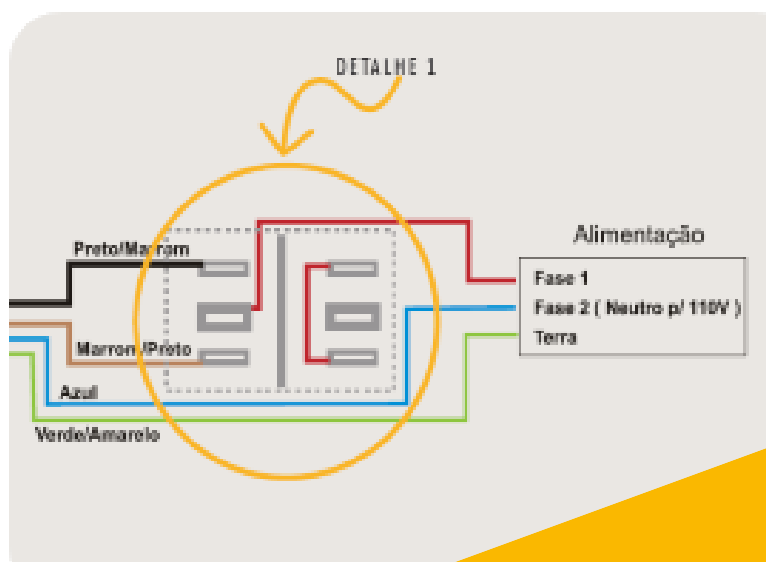 DETALHE 1
Alimentação
Preto/Marrom
Fase 1
Fase 2 ( Neutro p/ 110V )
Terra
Marrom/Preto
Azul
Verde/Amarelo